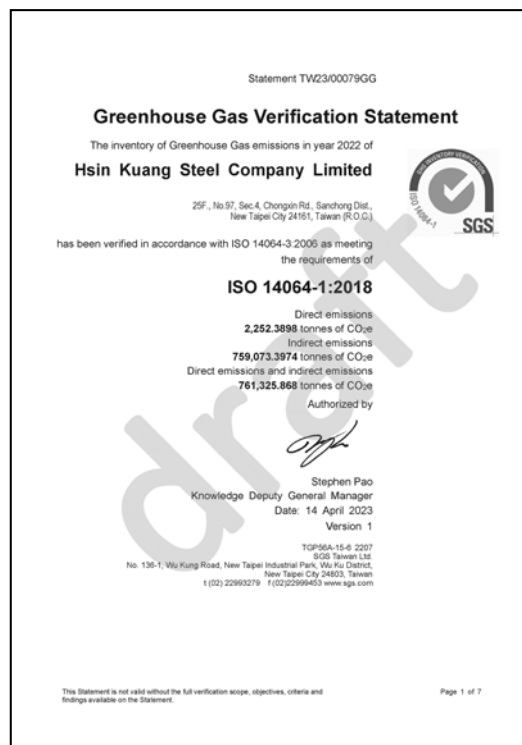 Statement TW23/00079GG
Greenhouse Gas Verification Statement
The inventory of Greenhouse Gas emissions in year 2022 of
Hsin Kuang Steel Company Limited
25F., No.97, Sec.4, Chongxin Rd., Sanchong Dist.,
New Taipei City 24161, Taiwan (R.O.C.)
GHG INVENTORY VERIFICATION
ISO 14064-1
SGS
has been verified in accordance with ISO 14064-3:2006 as meeting
the requirements of
ISO 14064-1:2018
Direct emissions
2,252.3898 tonnes of CO₂e
Indirect emissions
759,073.3974 tonnes of CO₂e
Direct emissions and indirect emissions
761,325.868 tonnes of CO₂e
Authorized by
Stephen Pao
Knowledge Deputy General Manager
Date: 14 April 2023
Version 1
TGP56A-15-6 2207
SGS Taiwan Ltd.
No. 136-1, Wu Kung Road, New Taipei Industrial Park, Wu Ku District,
New Taipei City 24803, Taiwan
t (02) 22993279 f (02)22999453 www.sgs.com
draft
This Statement is not valid without the full verification scope, objectives, criteria and
findings available on the Statement.
Page 1 of 7